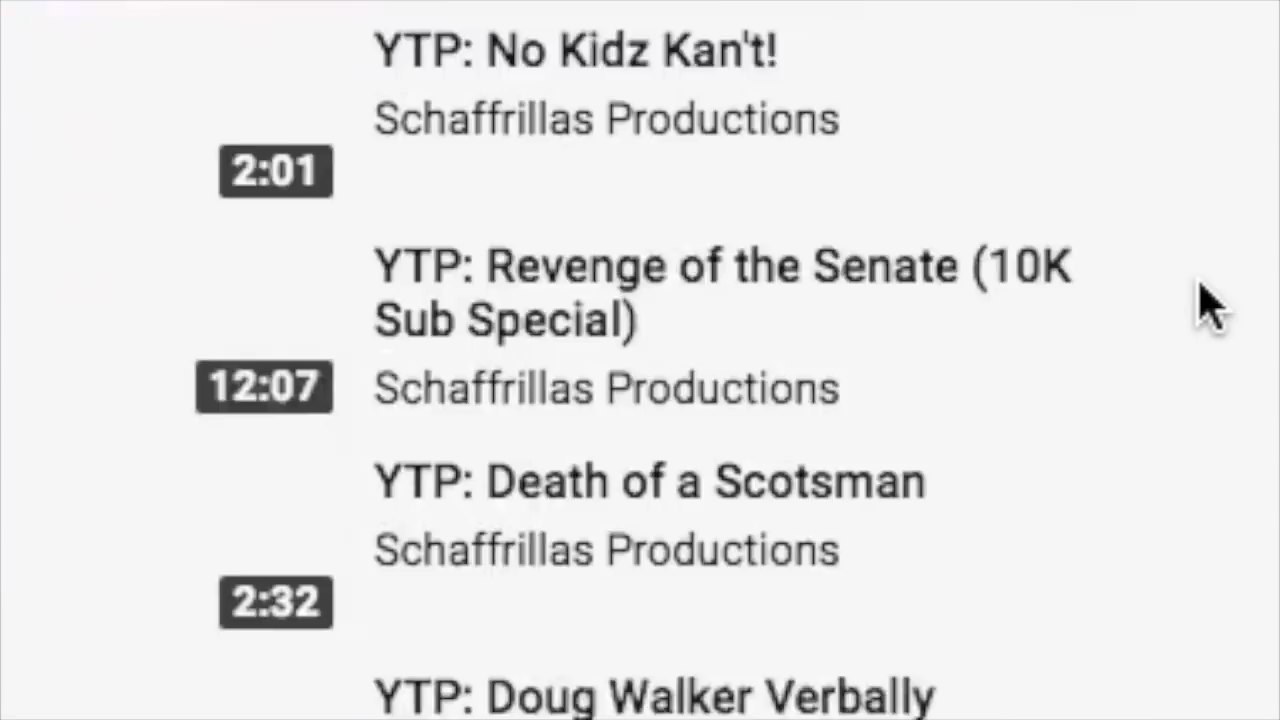 YTP: No Kidz Kan't!
Schaffrillas Productions
2:01
YTP: Revenge of the Senate (10K
Sub Special)
12:07
Schaffrillas Productions
YTP: Death of a Scotsman
Schaffrillas Productions
2:32
YTP: Doug Walker Verbally